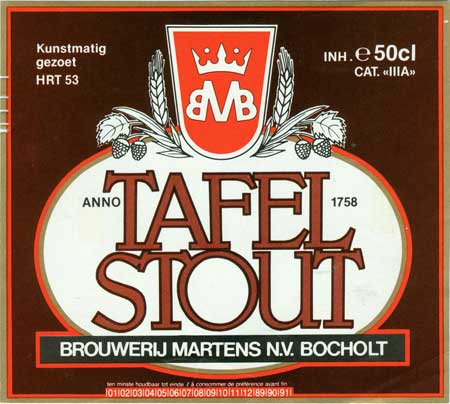 Kunstmatig
gezoet
HRT 53
INH. e 50cl
CAT. «IIIA»
BMB
ANNO
1758
TAFEL
STOUT
BROUWERIJ MARTENS N.V. BOCHOLT
ten minste houdbaar tot einde / à consommer de préférence avant fin
|01|02|03|04|05|06|07|08|09|10|11|12|89|90|91|